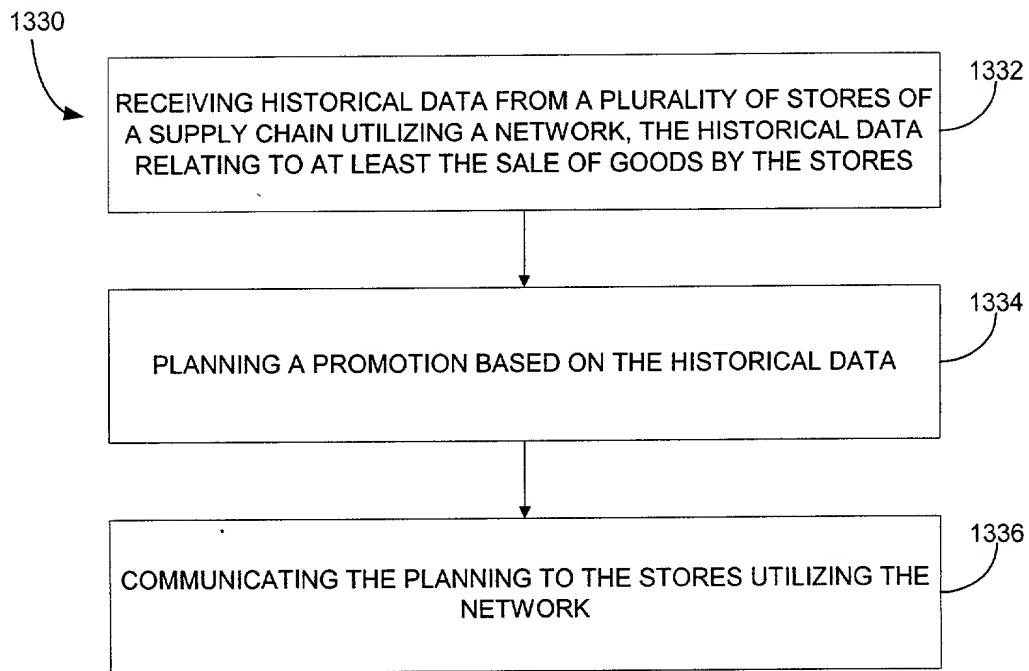 1330
1332
RECEIVING HISTORICAL DATA FROM A PLURALITY OF STORES OF
A SUPPLY CHAIN UTILIZING A NETWORK, THE HISTORICAL DATA
RELATING TO AT LEAST THE SALE OF GOODS BY THE STORES
1334
PLANNING A PROMOTION BASED ON THE HISTORICAL DATA
1336
COMMUNICATING THE PLANNING TO THE STORES UTILIZING THE
NETWORK